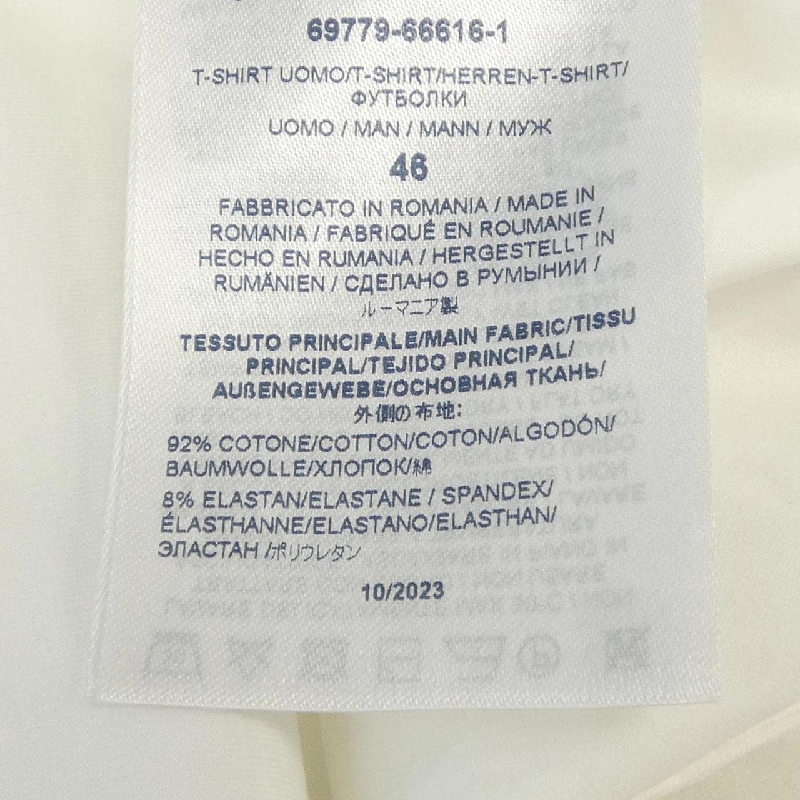 69779-66616-1
T-SHIRT UOMO/T-SHIRT/HERREN-T-SHIRT/
ФУТБОЛКИ
UOMO / MAN / MANN / МУЖ
46
FABBRICATO IN ROMANIA / MADE IN
ROMANIA / FABRIQUÉ EN ROUMANIE /
HECHO EN RUMANIA / HERGESTELLT IN
RUMÄNIEN / СДЕЛАНО В РУМЫНИИ /
ルーマニア製
TESSUTO PRINCIPALE/MAIN FABRIC/TISSU
PRINCIPAL/TEJIDO PRINCIPAL/
AUßENGEWEBE/ОСНОВНАЯ ТКАНЬ/
外側の布地:
92% COTONE/COTTON/COTON/ALGODÓN/
BAUMWOLLE/ХЛОПОК/綿
8% ELASTAN/ELASTANE / SPANDEX/
ÉLASTHANNE/ELASTANO/ELASTHAN/
ЭЛАСТАН /ポリウレタン
10/2023